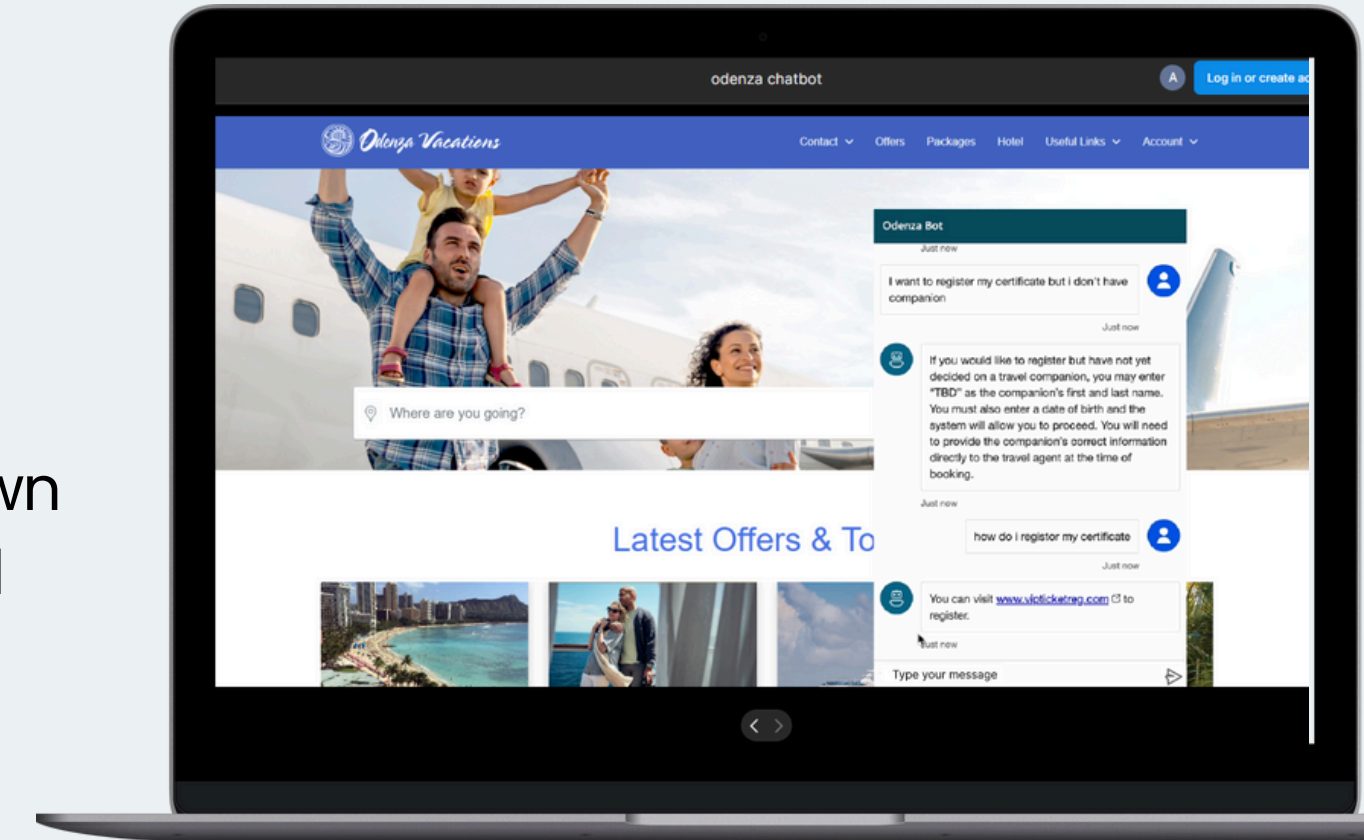 odenza chatbot
A
Log in or create ac
Odenza Vacations
Contact
Offers
Packages
Hotel
Useful Links
Account
Where are you going?
Latest Offers & To
Odenza Bot
Just now
I want to register my certificate but i don't have
companion
Just now
If you would like to register but have not yet
decided on a travel companion, you may enter
"TBD" as the companion's first and last name.
You must also enter a date of birth and the
system will allow you to proceed. You will need
to provide the companion's correct information
directly to the travel agent at the time of
booking.
Just now
how do i registor my certificate
Just now
You can visit www.vipticketreg.com to
register.
Just now
Type your message
wn